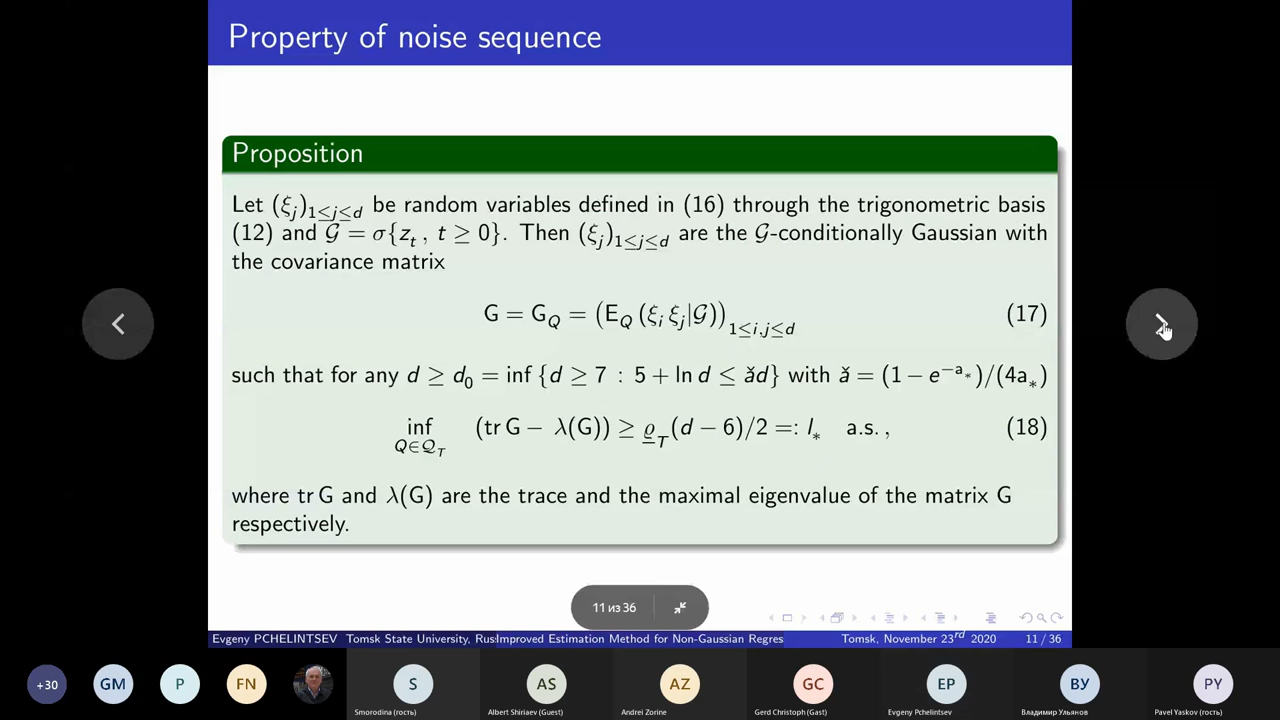 Property of noise sequence
Proposition
Let (ξ_j)_{1≤j≤d} be random variables defined in (16) through the trigonometric basis
(12) and 𝒢 = σ{z_t , t ≥ 0}. Then (ξ_j)_{1≤j≤d} are the 𝒢-conditionally Gaussian with
the covariance matrix
G = G_Q = (E_Q (ξ_i ξ_j|𝒢))_{1≤i,j≤d} (17)
such that for any d ≥ d_0 = inf {d ≥ 7 : 5 + ln d ≤ ǎd} with ǎ = (1 − e^{−a_*})/(4a_*)
inf_{Q∈𝒬_T} (tr G − λ(G)) ≥ ϱ̲_T(d − 6)/2 =: l_* a.s. , (18)
where tr G and λ(G) are the trace and the maximal eigenvalue of the matrix G
respectively.
11 из 36
Evgeny PCHELINTSEV Tomsk State University, Rus Improved Estimation Method for Non-Gaussian Regres Tomsk, November 23rd 2020 11 / 36
+30 GM P FN S AS AZ GC EP ВУ PY
Smorodina (гость) Albert Shiriaev (Guest) Andrei Zorine Gerd Christoph (Gast) Evgeny Pchelintsev Владимир Ульянов Pavel Yaskov (гость)